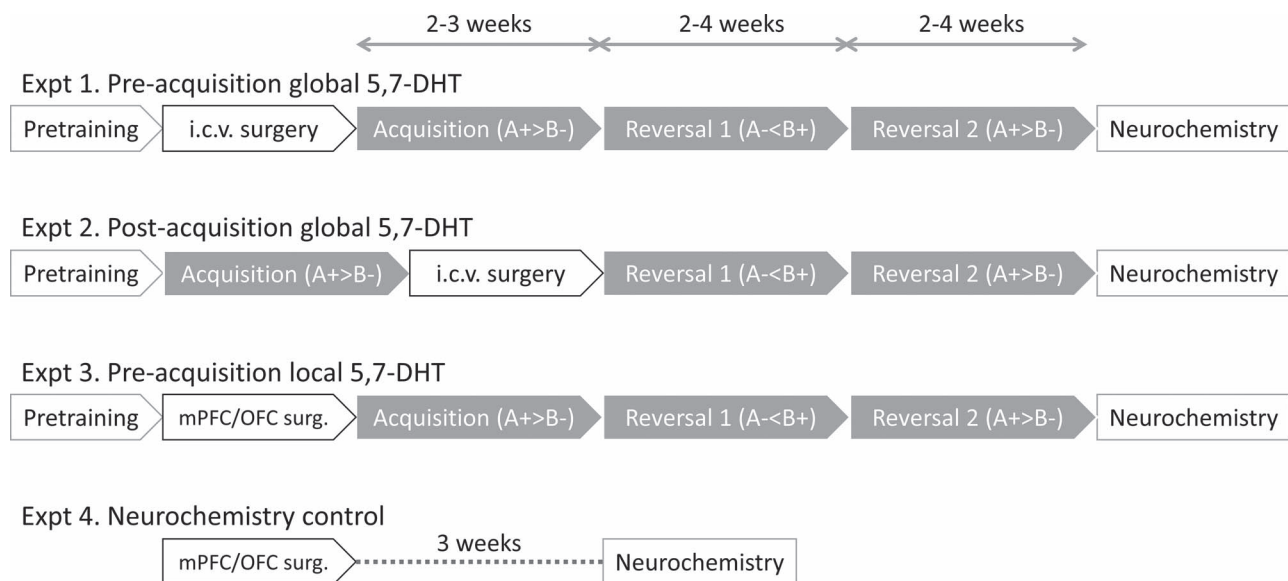 2-3 weeks 2-4 weeks 2-4 weeks
Expt 1. Pre-acquisition global 5,7-DHT
Pretraining i.c.v. surgery Acquisition (A+>B-) Reversal 1 (A-<B+) Reversal 2 (A+>B-) Neurochemistry
Expt 2. Post-acquisition global 5,7-DHT
Pretraining Acquisition (A+>B-) i.c.v. surgery Reversal 1 (A-<B+) Reversal 2 (A+>B-) Neurochemistry
Expt 3. Pre-acquisition local 5,7-DHT
Pretraining mPFC/OFC surg. Acquisition (A+>B-) Reversal 1 (A-<B+) Reversal 2 (A+>B-) Neurochemistry
Expt 4. Neurochemistry control
mPFC/OFC surg. 3 weeks Neurochemistry